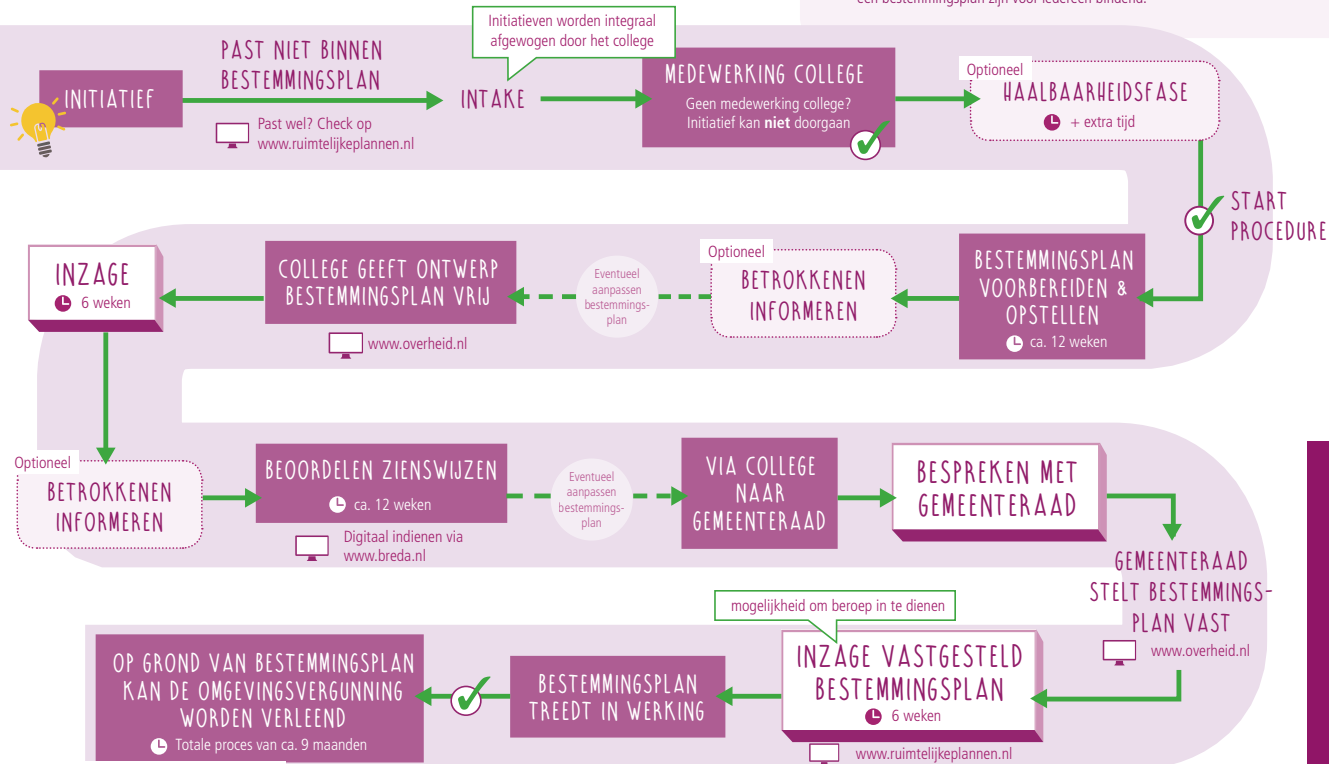 een bestemmingsplan zijn voor iedereen bindend.
Initiatieven worden integraal
afgewogen door het college
INITIATIEF
PAST NIET BINNEN
BESTEMMINGSPLAN
Past wel? Check op
www.ruimtelijkeplannen.nl
INTAKE
MEDEWERKING COLLEGE
Geen medewerking college?
Initiatief kan niet doorgaan
Optioneel
HAALBAARHEIDSFASE
+ extra tijd
START
PROCEDURE
BESTEMMINGSPLAN
VOORBEREIDEN &
OPSTELLEN
ca. 12 weken
Optioneel
BETROKKENEN
INFORMEREN
Eventueel
aanpassen
bestemmings-
plan
COLLEGE GEEFT ONTWERP
BESTEMMINGSPLAN VRIJ
www.overheid.nl
INZAGE
6 weken
Optioneel
BETROKKENEN
INFORMEREN
BEOORDELEN ZIENSWIJZEN
ca. 12 weken
Digitaal indienen via
www.breda.nl
Eventueel
aanpassen
bestemmings-
plan
VIA COLLEGE
NAAR
GEMEENTERAAD
BESPREKEN MET
GEMEENTERAAD
GEMEENTERAAD
STELT BESTEMMINGS-
PLAN VAST
www.overheid.nl
mogelijkheid om beroep in te dienen
INZAGE VASTGESTELD
BESTEMMINGSPLAN
6 weken
www.ruimtelijkeplannen.nl
BESTEMMINGSPLAN
TREEDT IN WERKING
OP GROND VAN BESTEMMINGSPLAN
KAN DE OMGEVINGSVERGUNNING
WORDEN VERLEEND
Totale proces van ca. 9 maanden